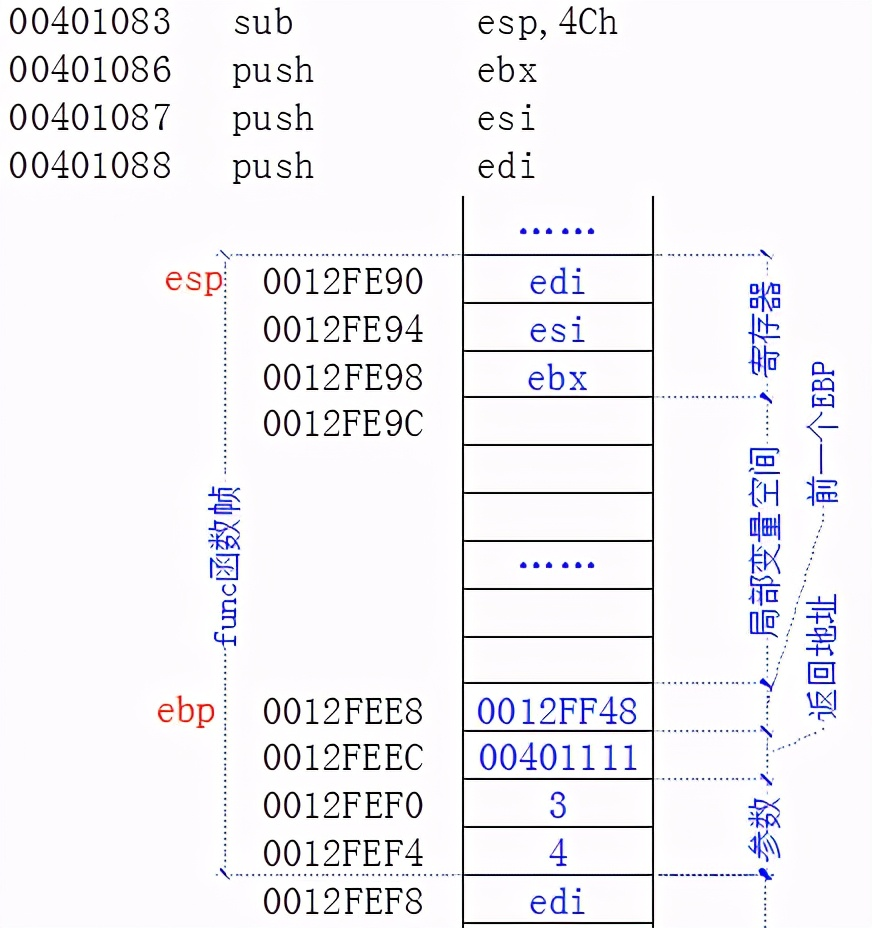 00401083 sub esp,4Ch
00401086 push ebx
00401087 push esi
00401088 push edi
……
esp 0012FE90 edi
0012FE94 esi
0012FE98 ebx
0012FE9C
……
ebp 0012FEE8 0012FF48
0012FEEC 00401111
0012FEF0 3
0012FEF4 4
0012FEF8 edi
func函数帧
寄存器
局部变量空间
参数
前一个EBP
返回地址